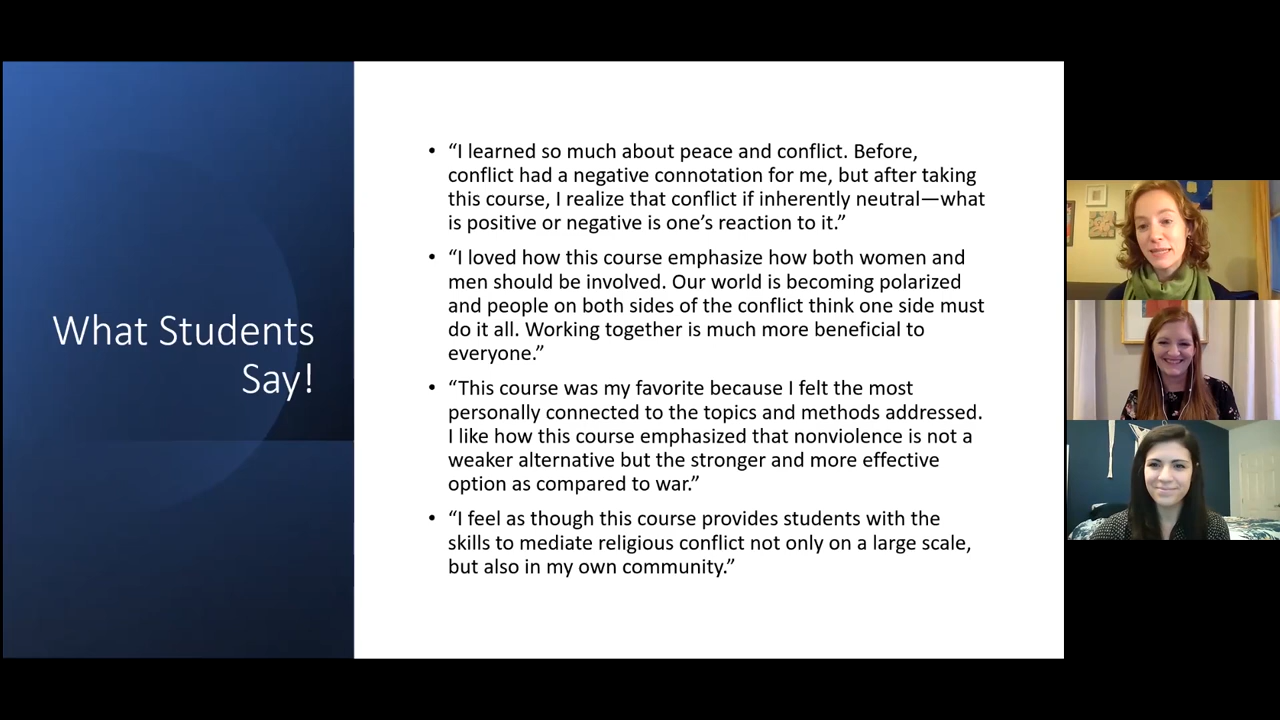 What Students
Say!
• “I learned so much about peace and conflict. Before,
conflict had a negative connotation for me, but after taking
this course, I realize that conflict if inherently neutral—what
is positive or negative is one’s reaction to it.”
• “I loved how this course emphasize how both women and
men should be involved. Our world is becoming polarized
and people on both sides of the conflict think one side must
do it all. Working together is much more beneficial to
everyone.”
• “This course was my favorite because I felt the most
personally connected to the topics and methods addressed.
I like how this course emphasized that nonviolence is not a
weaker alternative but the stronger and more effective
option as compared to war.”
• “I feel as though this course provides students with the
skills to mediate religious conflict not only on a large scale,
but also in my own community.”